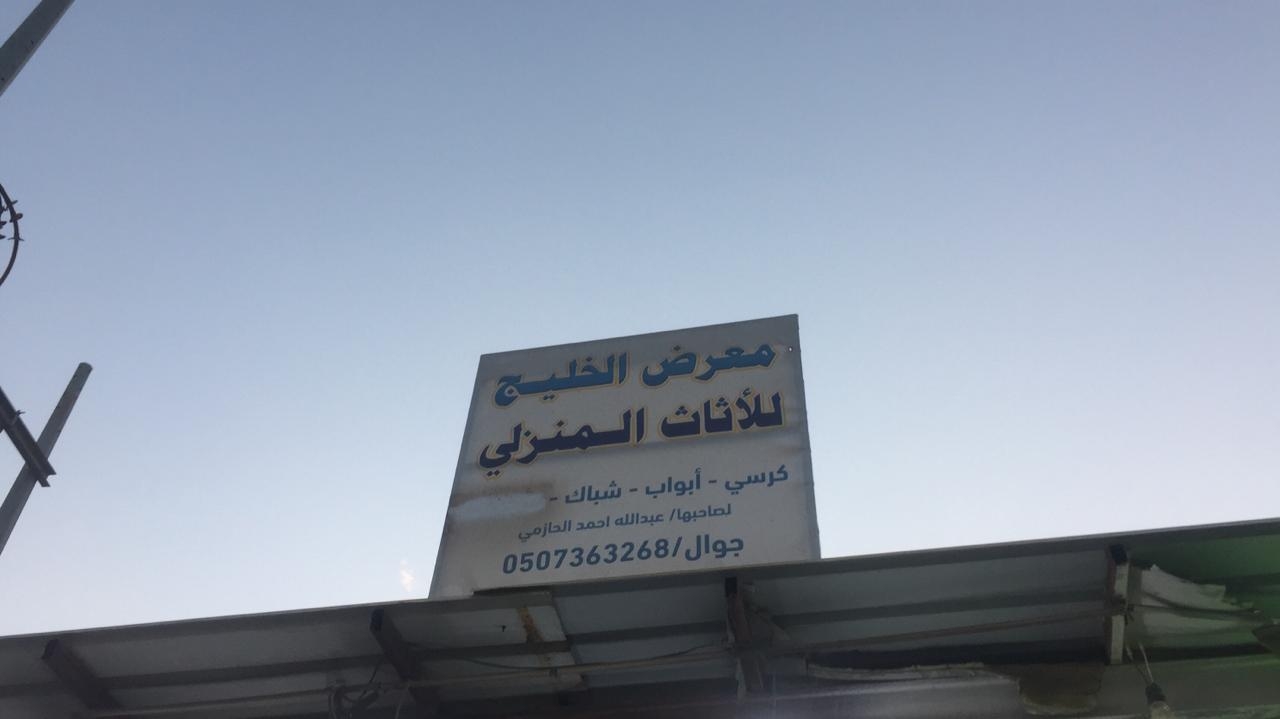 معرض الخليج
للأثاث المنزلي
كرسي - أبواب - شباك -
لصاحبها/ عبدالله احمد الحازمي
جوال/0507363268